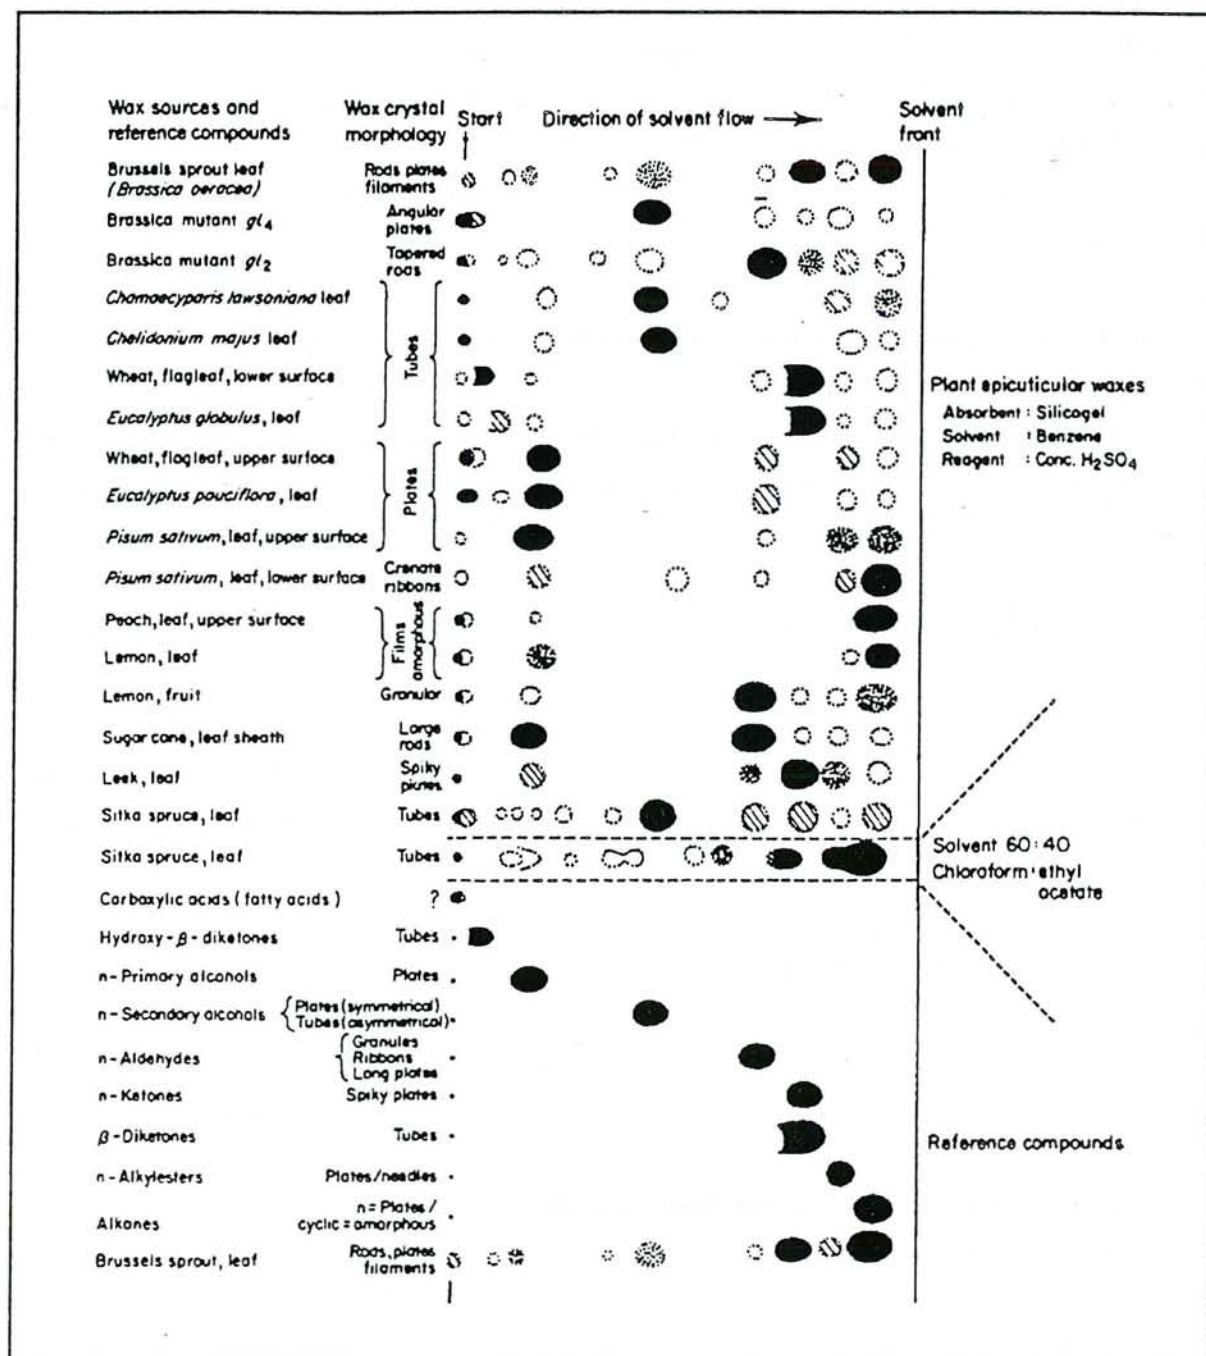 Wax sources and reference compounds
Wax crystal morphology
Start
Direction of solvent flow
Solvent front
Brussels sprout leaf (Brassica oeracea)
Rods plates filaments
Brassica mutant gl4
Angular plates
Brassica mutant gl2
Tapered rods
Chamaecyparis lawsoniana leaf
Chelidonium majus leaf
Wheat, flagleaf, lower surface
Eucalyptus globulus, leaf
Tubes
Wheat, flagleaf, upper surface
Eucalyptus pauciflora, leaf
Pisum sativum, leaf, upper surface
Plates
Pisum sativum, leaf, lower surface
Crenate ribbons
Peach, leaf, upper surface
Lemon, leaf
Films amorphous
Lemon, fruit
Granular
Sugar cane, leaf sheath
Large rods
Leek, leaf
Spiky plates
Sitka spruce, leaf
Tubes
Sitka spruce, leaf
Tubes
Carboxylic acids (fatty acids)
?
Hydroxy-β-diketones
Tubes
n-Primary alcohols
Plates
n-Secondary alcohols
Plates (symmetrical)
Tubes (asymmetrical)
n-Aldehydes
Granules
Ribbons
Long plates
n-Ketones
Spiky plates
β-Diketones
Tubes
n-Alkylesters
Plates/needles
Alkanes
n = Plates /
cyclic = amorphous
Brussels sprout, leaf
Rods, plates filaments
Plant epicuticular waxes
Absorbent : Silicogel
Solvent : Benzene
Reagent : Conc. H2SO4
Solvent 60:40
Chloroform : ethyl acetate
Reference compounds